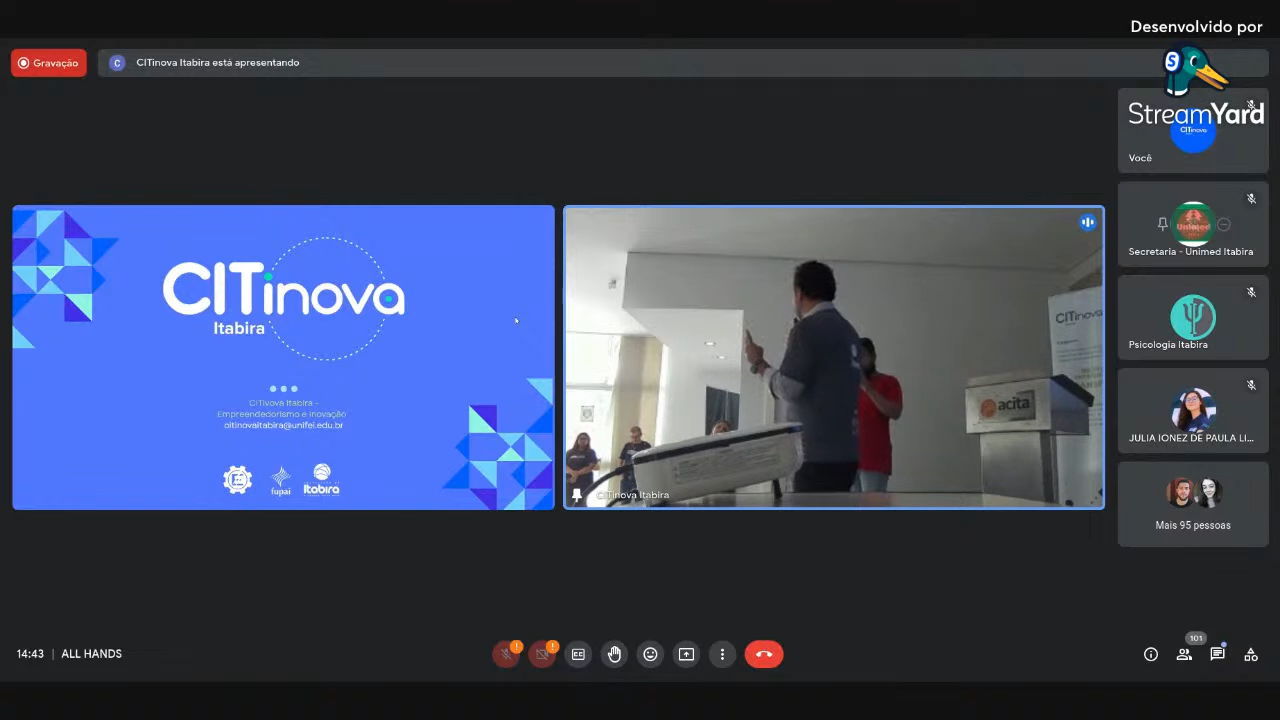 Desenvolvido por
StreamYard
Gravação
C
CITinova Itabira está apresentando
CITinova
Itabira
CITinova Itabira -
Empreendedorismo e Inovação
citinovaitabira@unifei.edu.br
fupai
Itabira
CITinova
acita
CITinova Itabira
CITinova
Você
Unimed
Secretaria - Unimed Itabira
Psicologia Itabira
JULIA IONEZ DE PAULA LI...
Mais 95 pessoas
14:43 | ALL HANDS
101